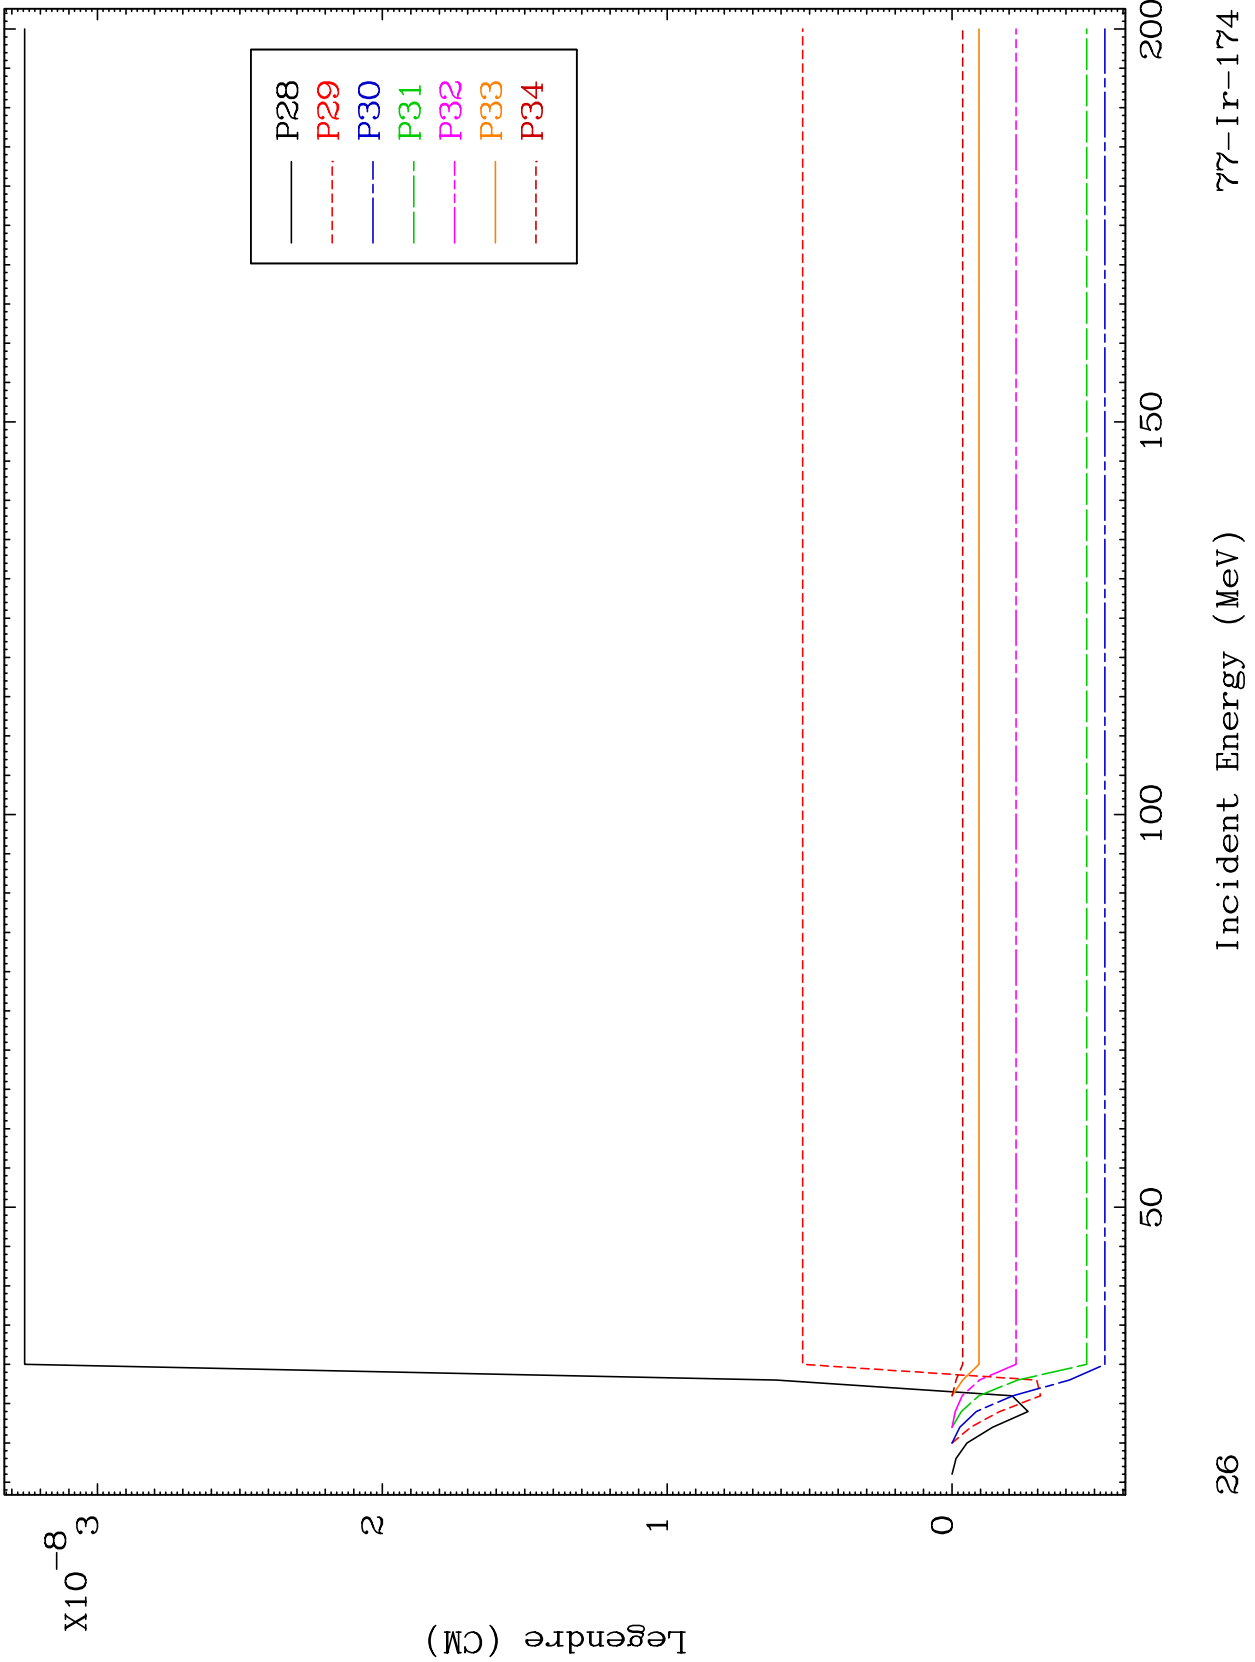 X10-8
3
2
1
0
Legendre (CM)
P28
P29
P30
P31
P32
P33
P34
50
100
150
200
26
Incident Energy (MeV)
77-Ir-174